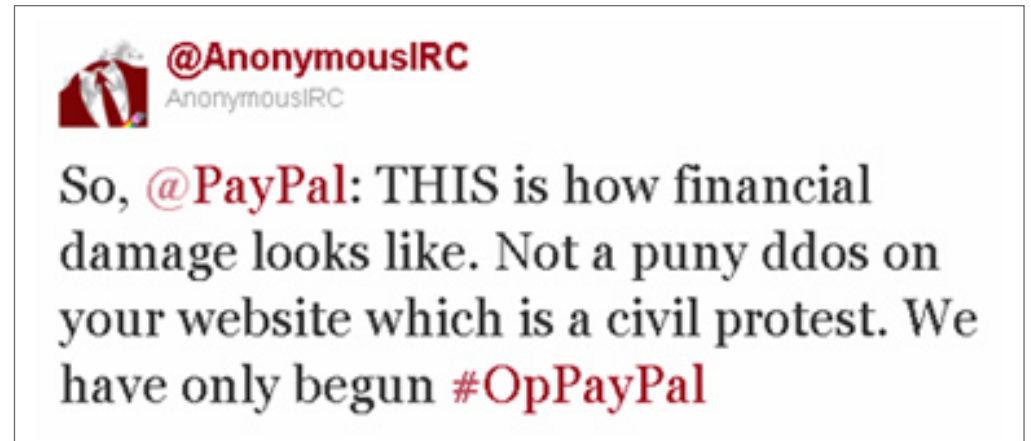 @AnonymousIRC
AnonymousIRC
So, @PayPal: THIS is how financial
damage looks like. Not a puny ddos on
your website which is a civil protest. We
have only begun #OpPayPal